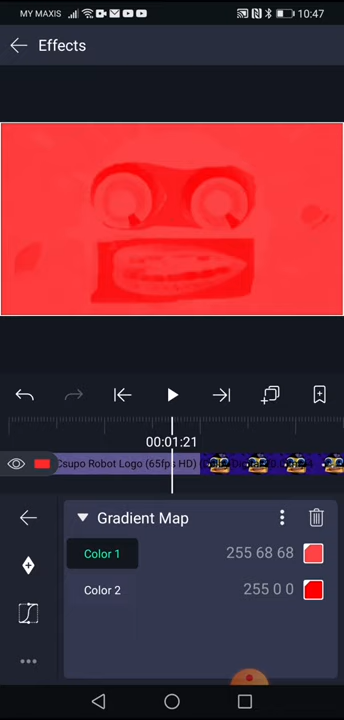 MY MAXIS
10:47
Effects
00:01:21
Csupo Robot Logo (65fps HD) (
Gradient Map
Color 1
255 68 68
Color 2
255 0 0